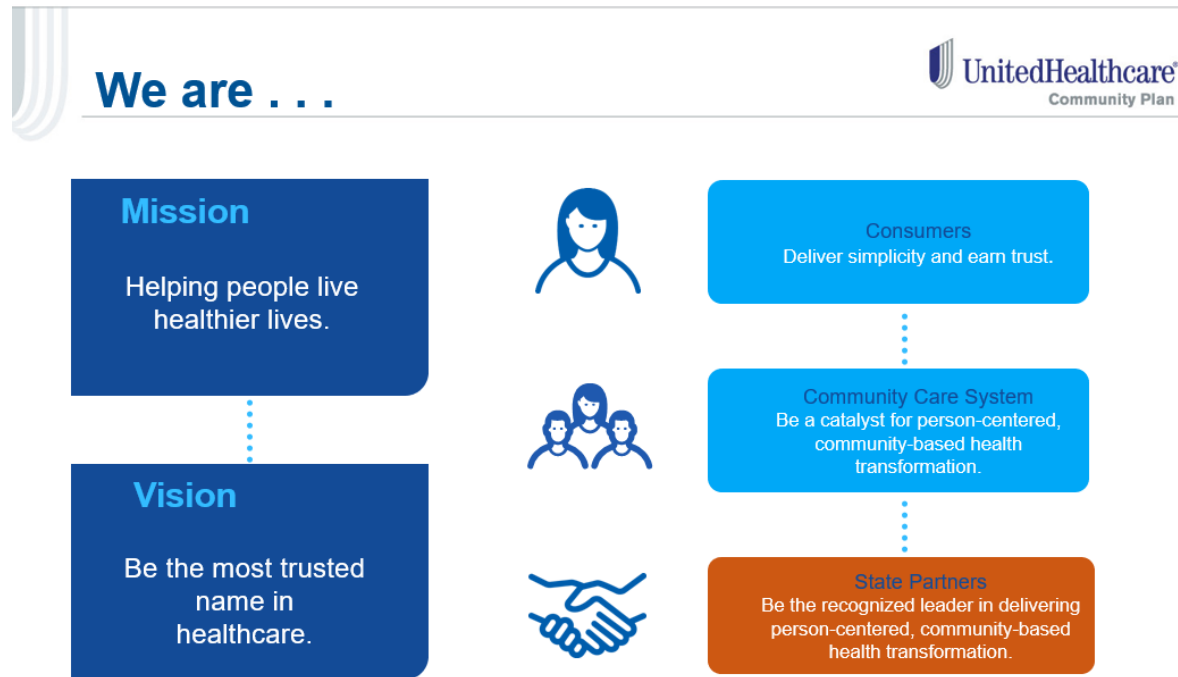 We are . . .
UnitedHealthcare®
Community Plan
Mission
Helping people live
healthier lives.
Vision
Be the most trusted
name in
healthcare.
Consumers
Deliver simplicity and earn trust.
Community Care System
Be a catalyst for person-centered,
community-based health
transformation.
State Partners
Be the recognized leader in delivering
person-centered, community-based
health transformation.